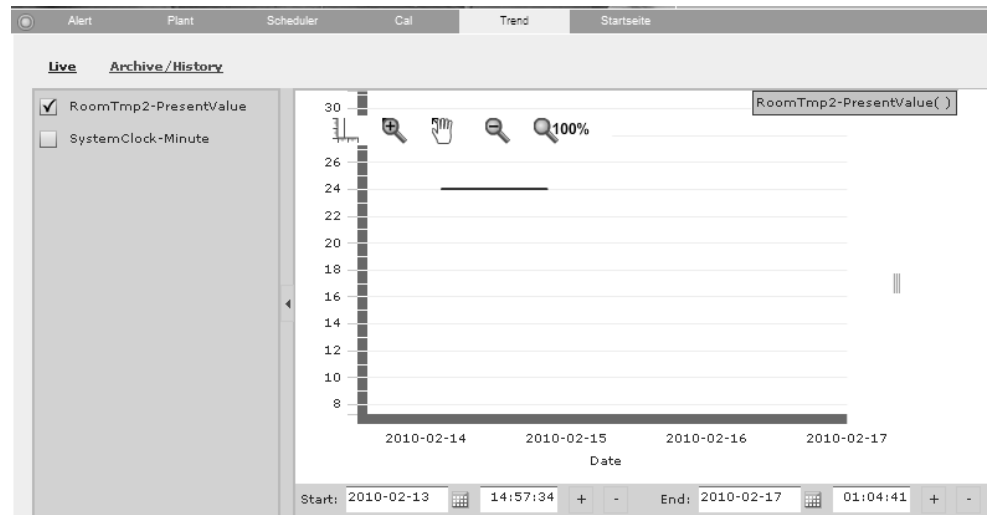 Alert Plant Scheduler Cal Trend Startseite
Live Archive/History
RoomTmp2-PresentValue
SystemClock-Minute
RoomTmp2-PresentValue( )
100%
30
26
24
22
20
18
16
14
12
10
8
2010-02-14 2010-02-15 2010-02-16 2010-02-17
Date
Start: 2010-02-13 14:57:34 + - End: 2010-02-17 01:04:41 + -